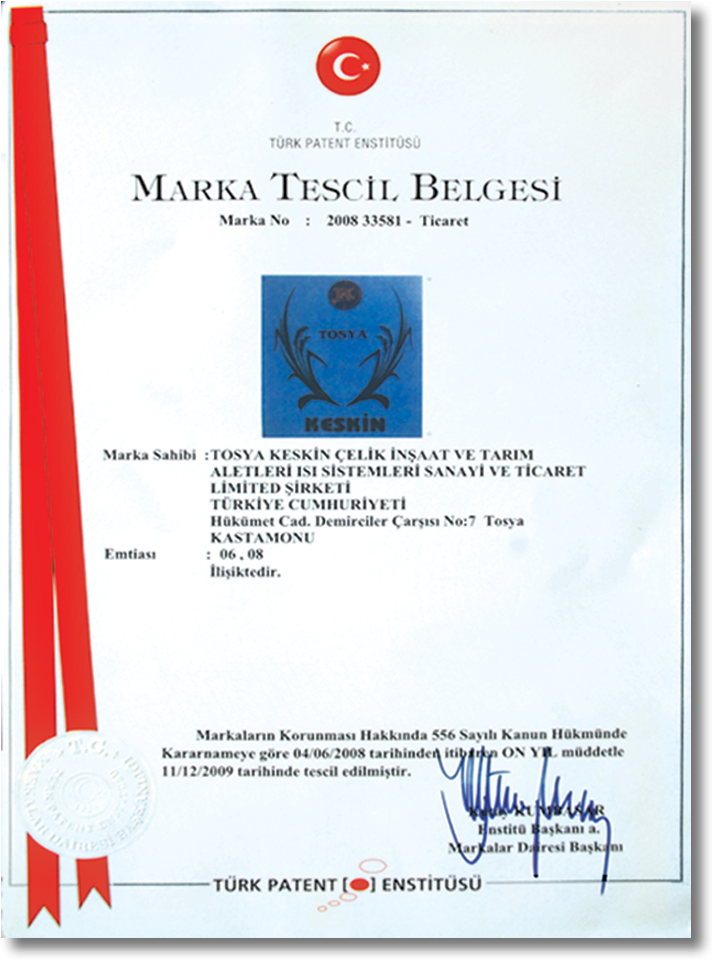 T.C.
TÜRK PATENT ENSTİTÜSÜ
MARKA TESCİL BELGESİ
Marka No : 2008 33581 - Ticaret
TOSYA
KESKİN
Marka Sahibi :TOSYA KESKİN ÇELİK İNŞAAT VE TARIM
ALETLERİ ISI SİSTEMLERİ SANAYİ VE TİCARET
LİMİTED ŞİRKETİ
TÜRKİYE CUMHURİYETİ
Hükümet Cad. Demirciler Çarşısı No:7 Tosya
KASTAMONU
Emtiası : 06 , 08
İlişiktedir.
Markaların Korunması Hakkında 556 Sayılı Kanun Hükmünde
Kararnameye göre 04/06/2008 tarihinden itibaren ON YIL müddetle
11/12/2009 tarihinde tescil edilmiştir.
Enstitü Başkanı a.
Markalar Dairesi Başkanı
T.C.
TÜRK PATENT ENSTİTÜSÜ